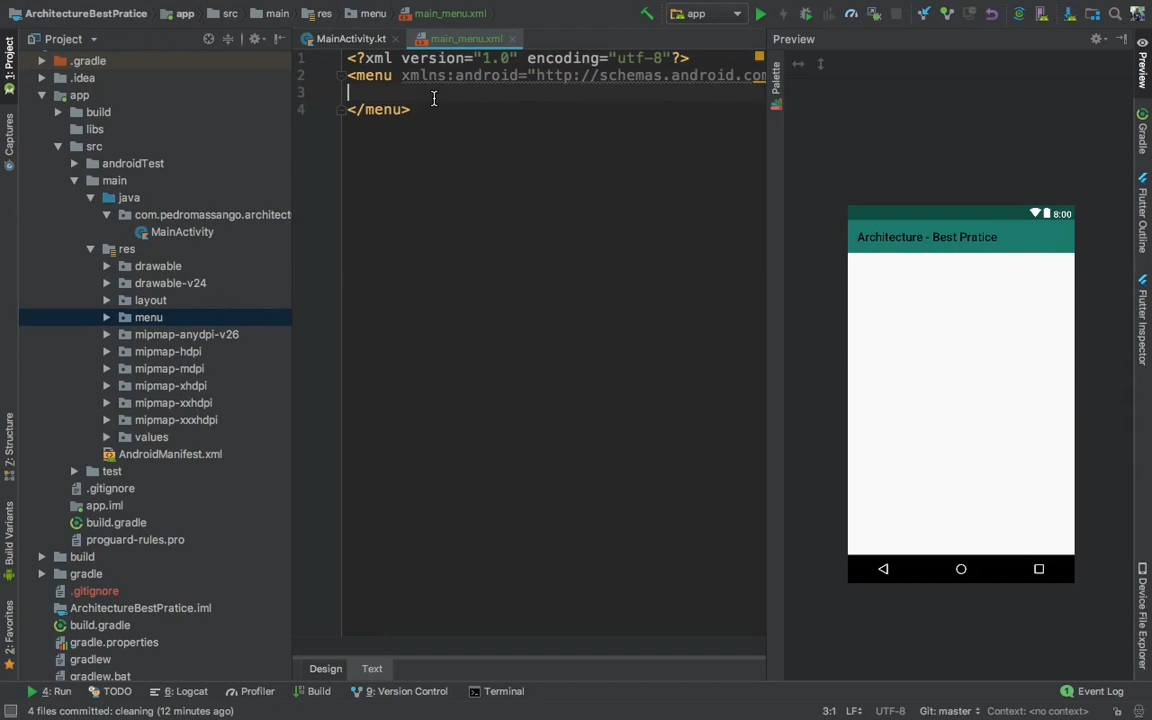 ArchitectureBestPratice
app
src
main
res
menu
main_menu.xml
app
Project
MainActivity.kt
main_menu.xml
Preview
1: Project
Captures
Z: Structure
Build Variants
2: Favorites
.gradle
.idea
app
build
libs
src
androidTest
main
java
com.pedromassango.architect
MainActivity
res
drawable
drawable-v24
layout
menu
mipmap-anydpi-v26
mipmap-hdpi
mipmap-mdpi
mipmap-xhdpi
mipmap-xxhdpi
mipmap-xxxhdpi
values
AndroidManifest.xml
test
.gitignore
app.iml
build.gradle
proguard-rules.pro
build
gradle
.gitignore
ArchitectureBestPratice.iml
build.gradle
gradle.properties
gradlew
gradlew.bat
1 <?xml version="1.0" encoding="utf-8"?>
2 <menu xmlns:android="http://schemas.android.com
3
4 </menu>
Design
Text
Palette
8:00
Architecture - Best Pratice
Preview
Gradle
Flutter Outline
Flutter Inspector
Device File Explorer
4: Run
TODO
6: Logcat
Profiler
Build
9: Version Control
Terminal
1 Event Log
4 files committed: cleaning (12 minutes ago)
3:1
LF
UTF-8
Git: master
Context: <no context>